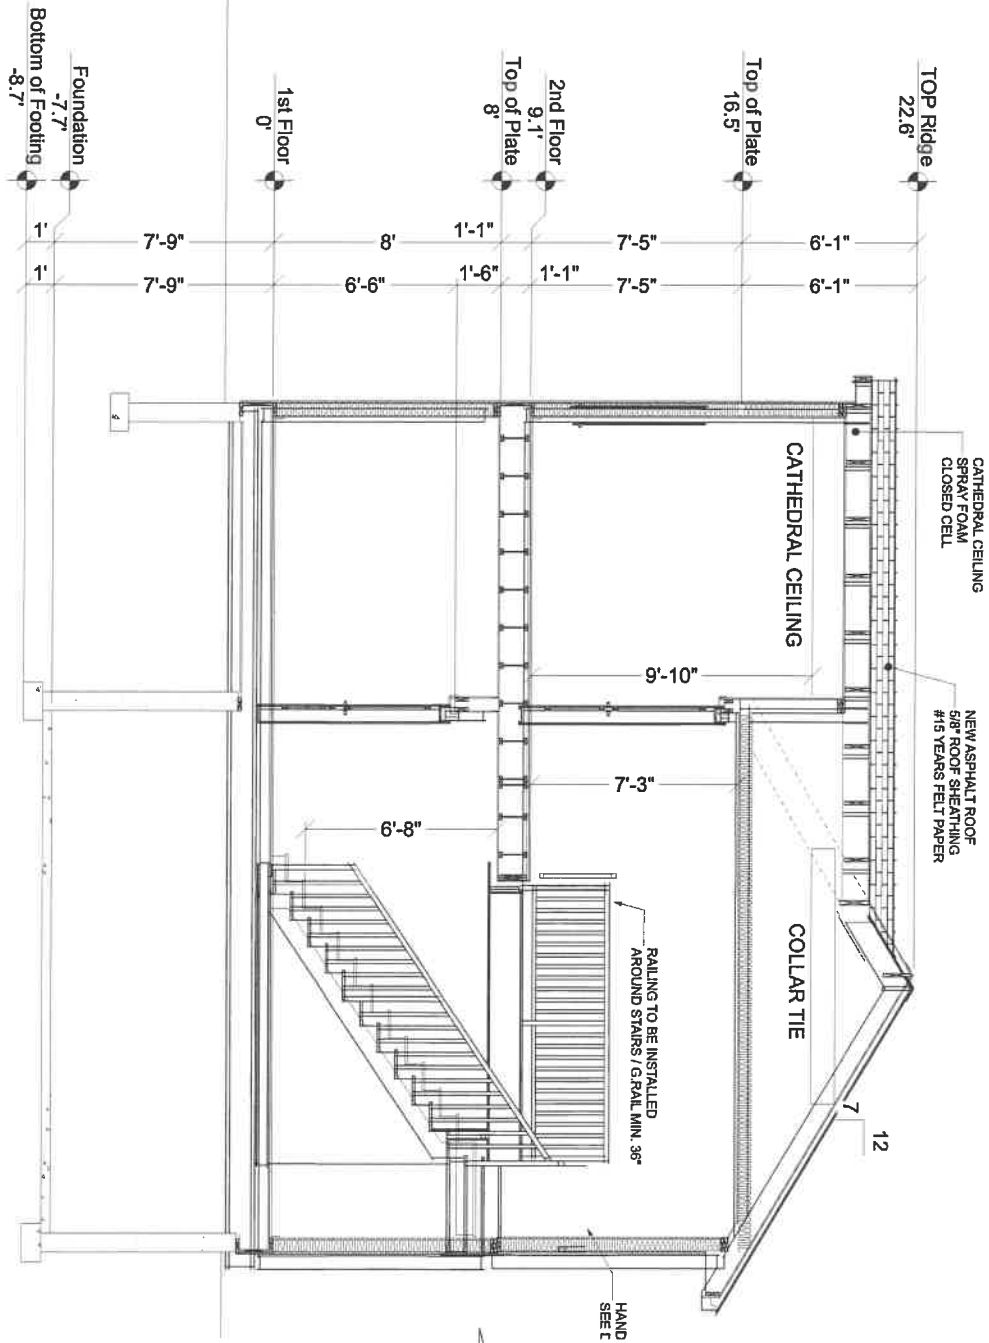 TOP Ridge
22.6'
Top of Plate
16.5'
2nd Floor
9.1'
Top of Plate
8'
1st Floor
0'
Foundation
-7.7'
Bottom of Footing
-8.7'
6'-1"
7'-5"
1'-1"
8'
7'-9"
1'
6'-1"
7'-5"
1'-1"
1'-6"
6'-6"
7'-9"
1'
CATHEDRAL CEILING
SPRAY FOAM
CLOSED CELL
NEW ASPHALT ROOF
5/8" ROOF SHEATHING
#15 YEARS FELT PAPER
CATHEDRAL CEILING
9'-10"
7'-3"
6'-8"
COLLAR TIE
12
7
RAILING TO BE INSTALLED
AROUND STAIRS / G.RAIL MIN. 36"
HAND
SEE